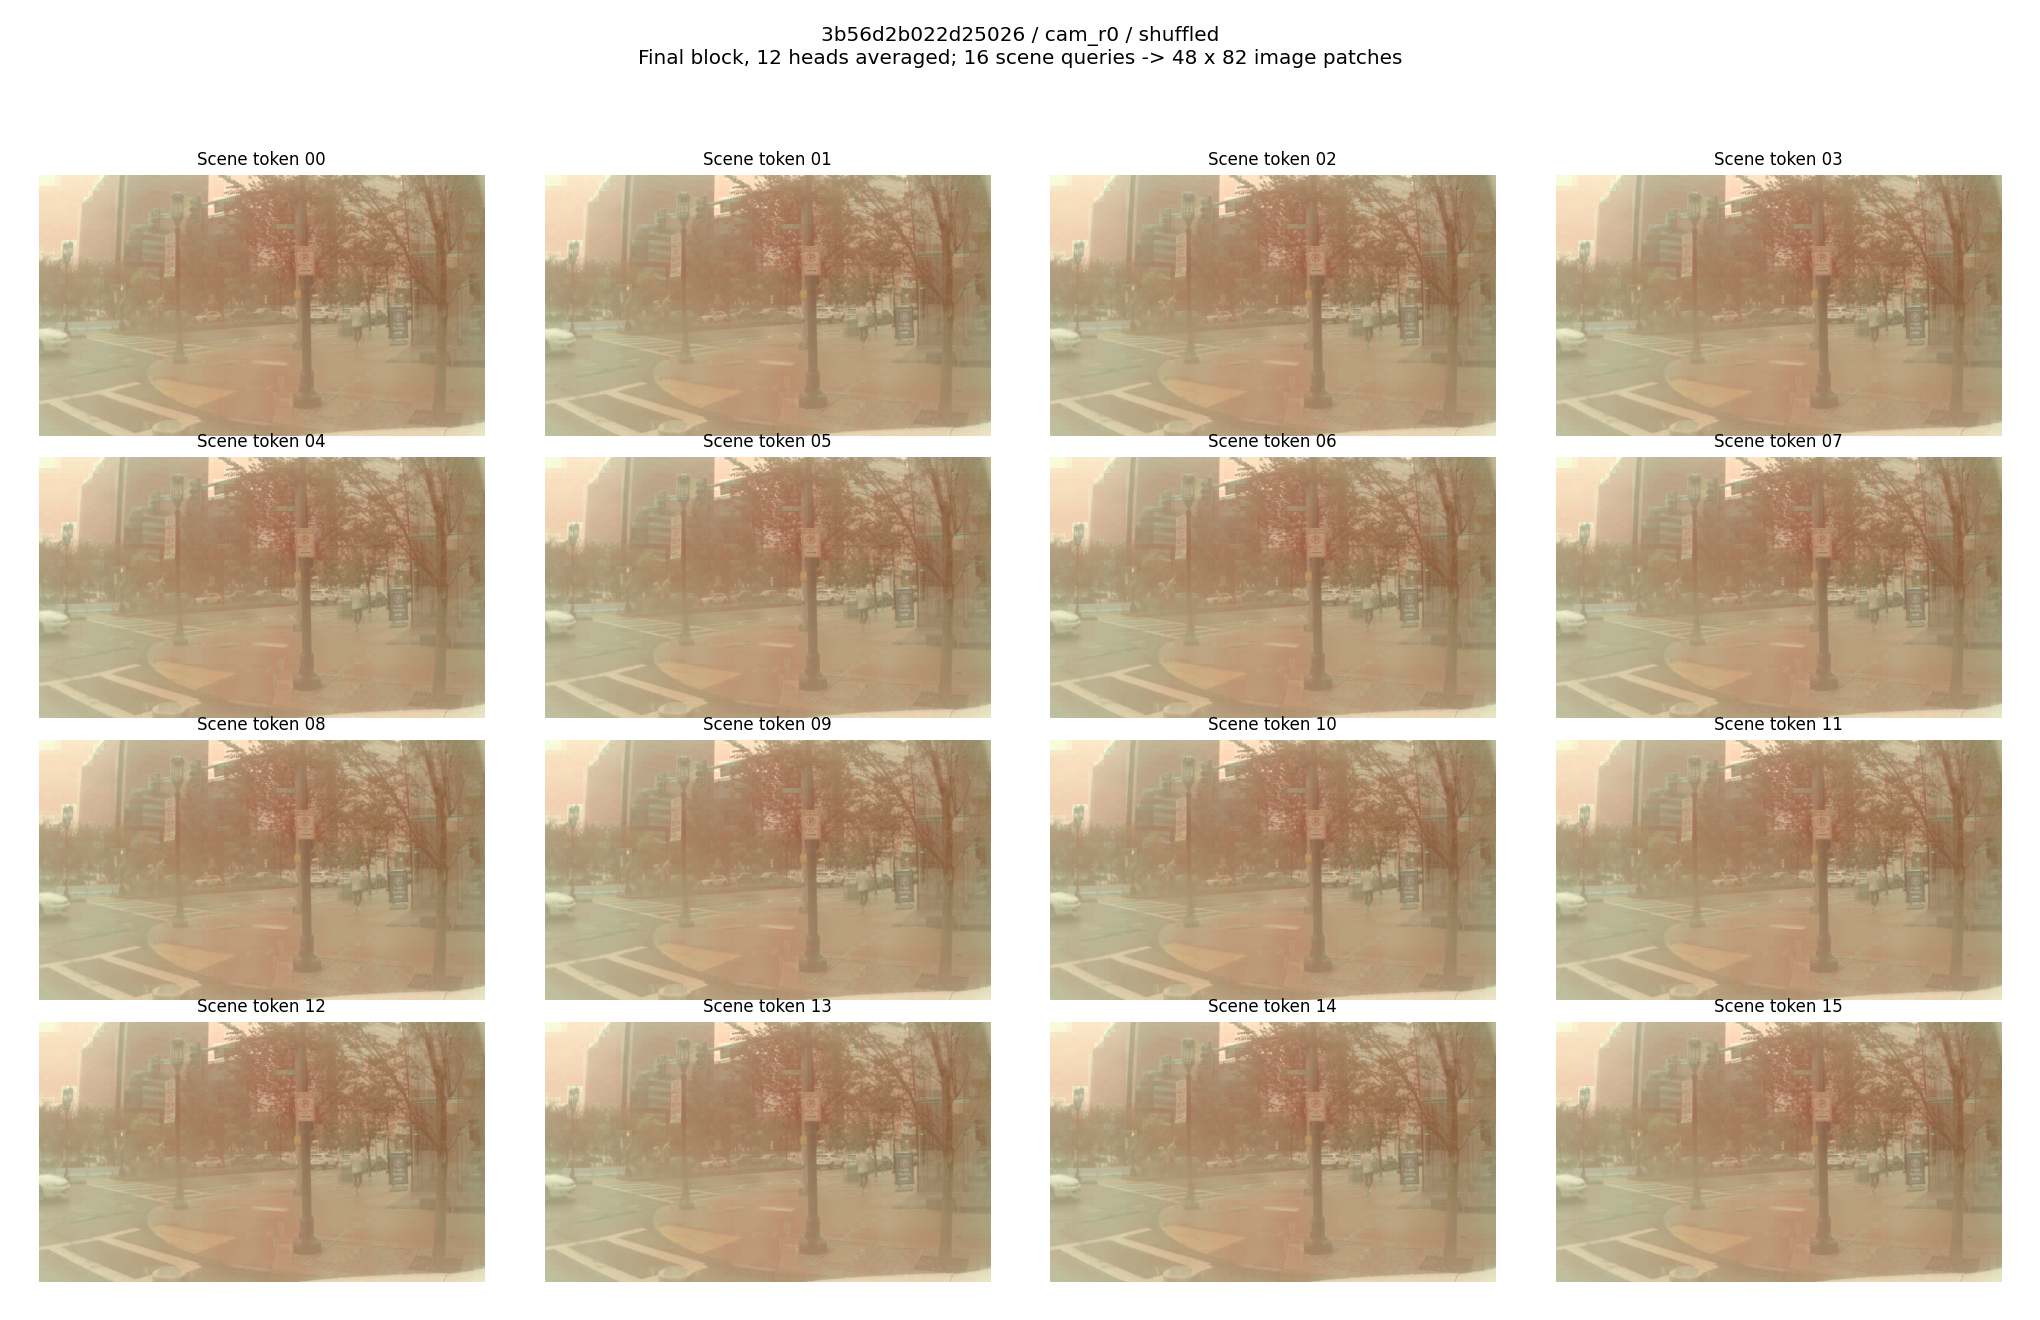 3b56d2b022d25026 / cam_r0 / shuffled
Final block, 12 heads averaged; 16 scene queries -> 48 x 82 image patches
Scene token 00
Scene token 01
Scene token 02
Scene token 03
Scene token 04
Scene token 05
Scene token 06
Scene token 07
Scene token 08
Scene token 09
Scene token 10
Scene token 11
Scene token 12
Scene token 13
Scene token 14
Scene token 15